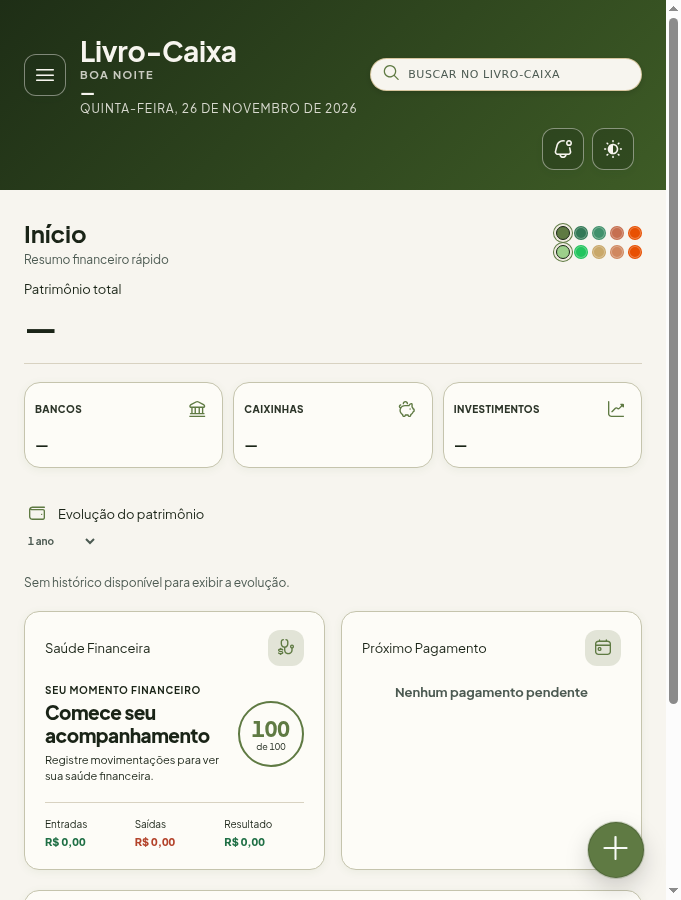 Livro-Caixa
BOA NOITE
—
QUINTA-FEIRA, 26 DE NOVEMBRO DE 2026
BUSCAR NO LIVRO-CAIXA
Início
Resumo financeiro rápido
Patrimônio total
—
BANCOS
—
CAIXINHAS
—
INVESTIMENTOS
—
Evolução do patrimônio
1 ano
Sem histórico disponível para exibir a evolução.
Saúde Financeira
SEU MOMENTO FINANCEIRO
Comece seu
acompanhamento
Registre movimentações para ver
sua saúde financeira.
100
de 100
Entradas
R$ 0,00
Saídas
R$ 0,00
Resultado
R$ 0,00
Próximo Pagamento
Nenhum pagamento pendente